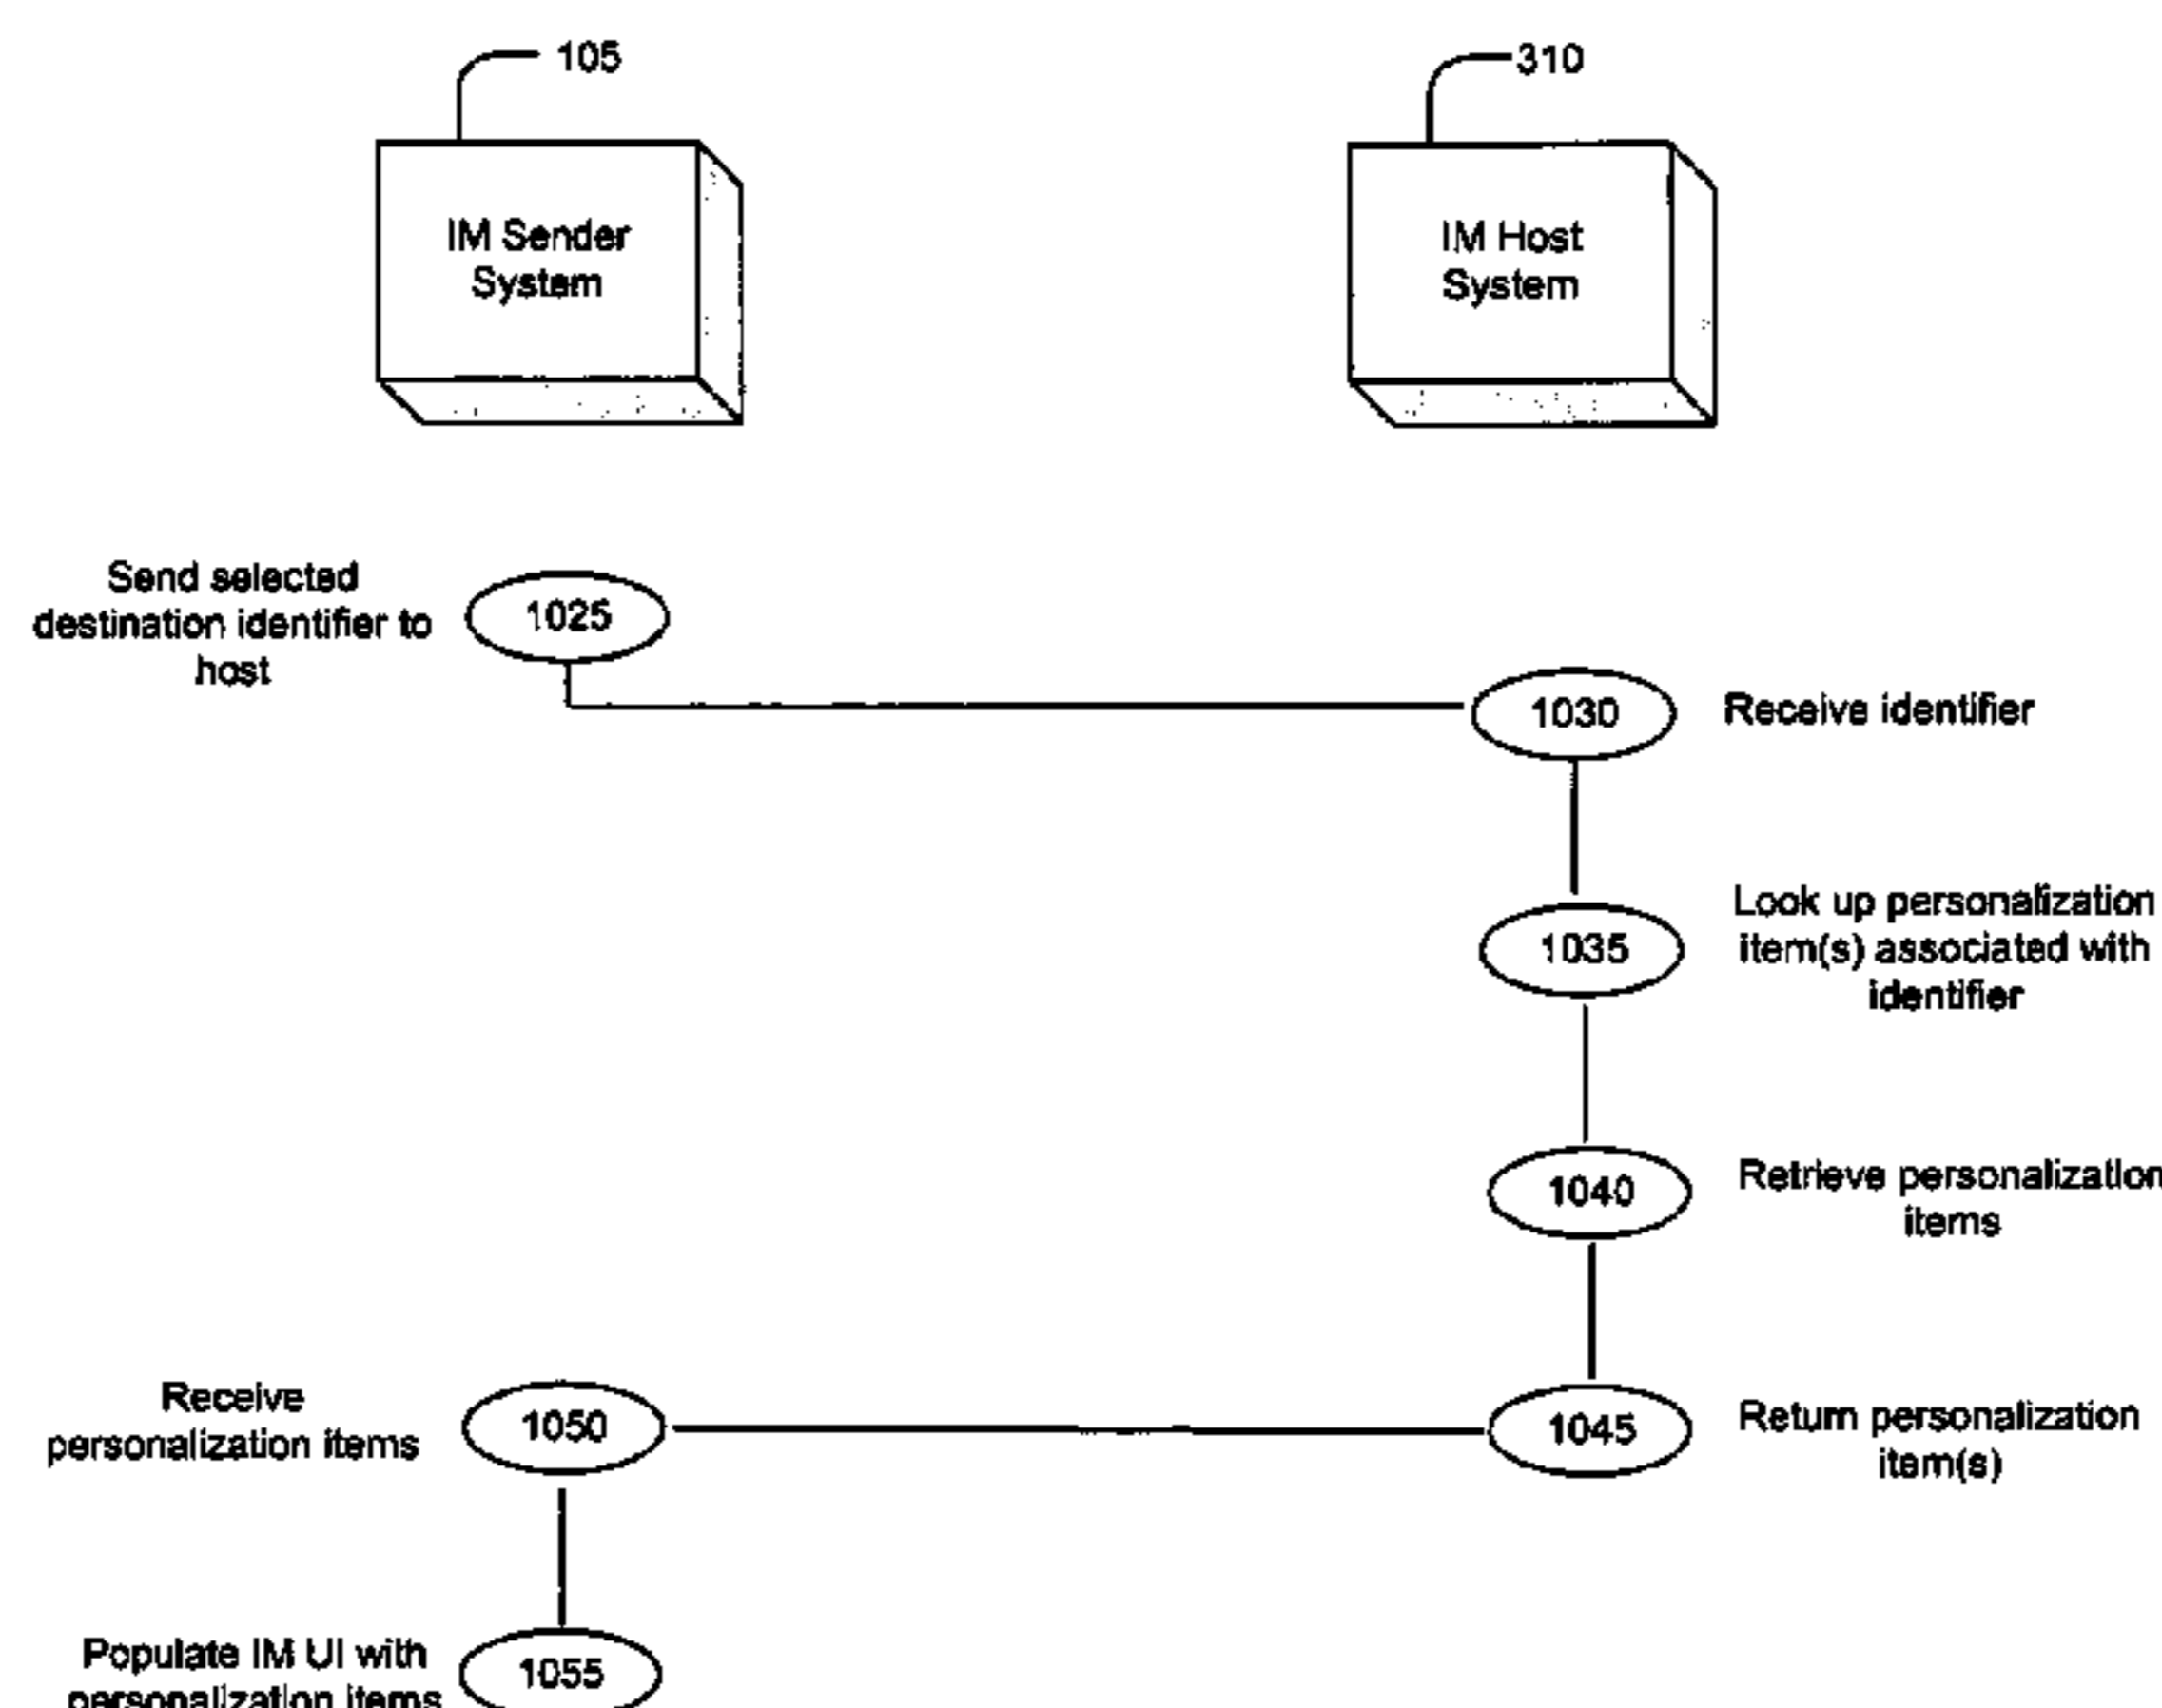 105
310
IM Sender
System
IM Host
System
Send selected
destination identifier to
host
1025
1030
Receive identifier
1035
Look up personalization
item(s) associated with
identifier
1040
Retrieve personalization
items
Receive
personalization items
1050
1045
Return personalization
item(s)
Populate IM UI with
personalization items
1055